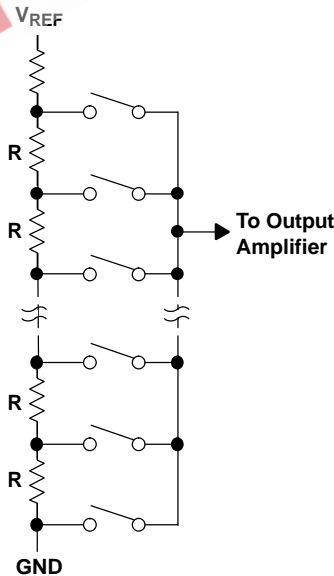 VREF
R
R
To Output
Amplifier
R
R
GND